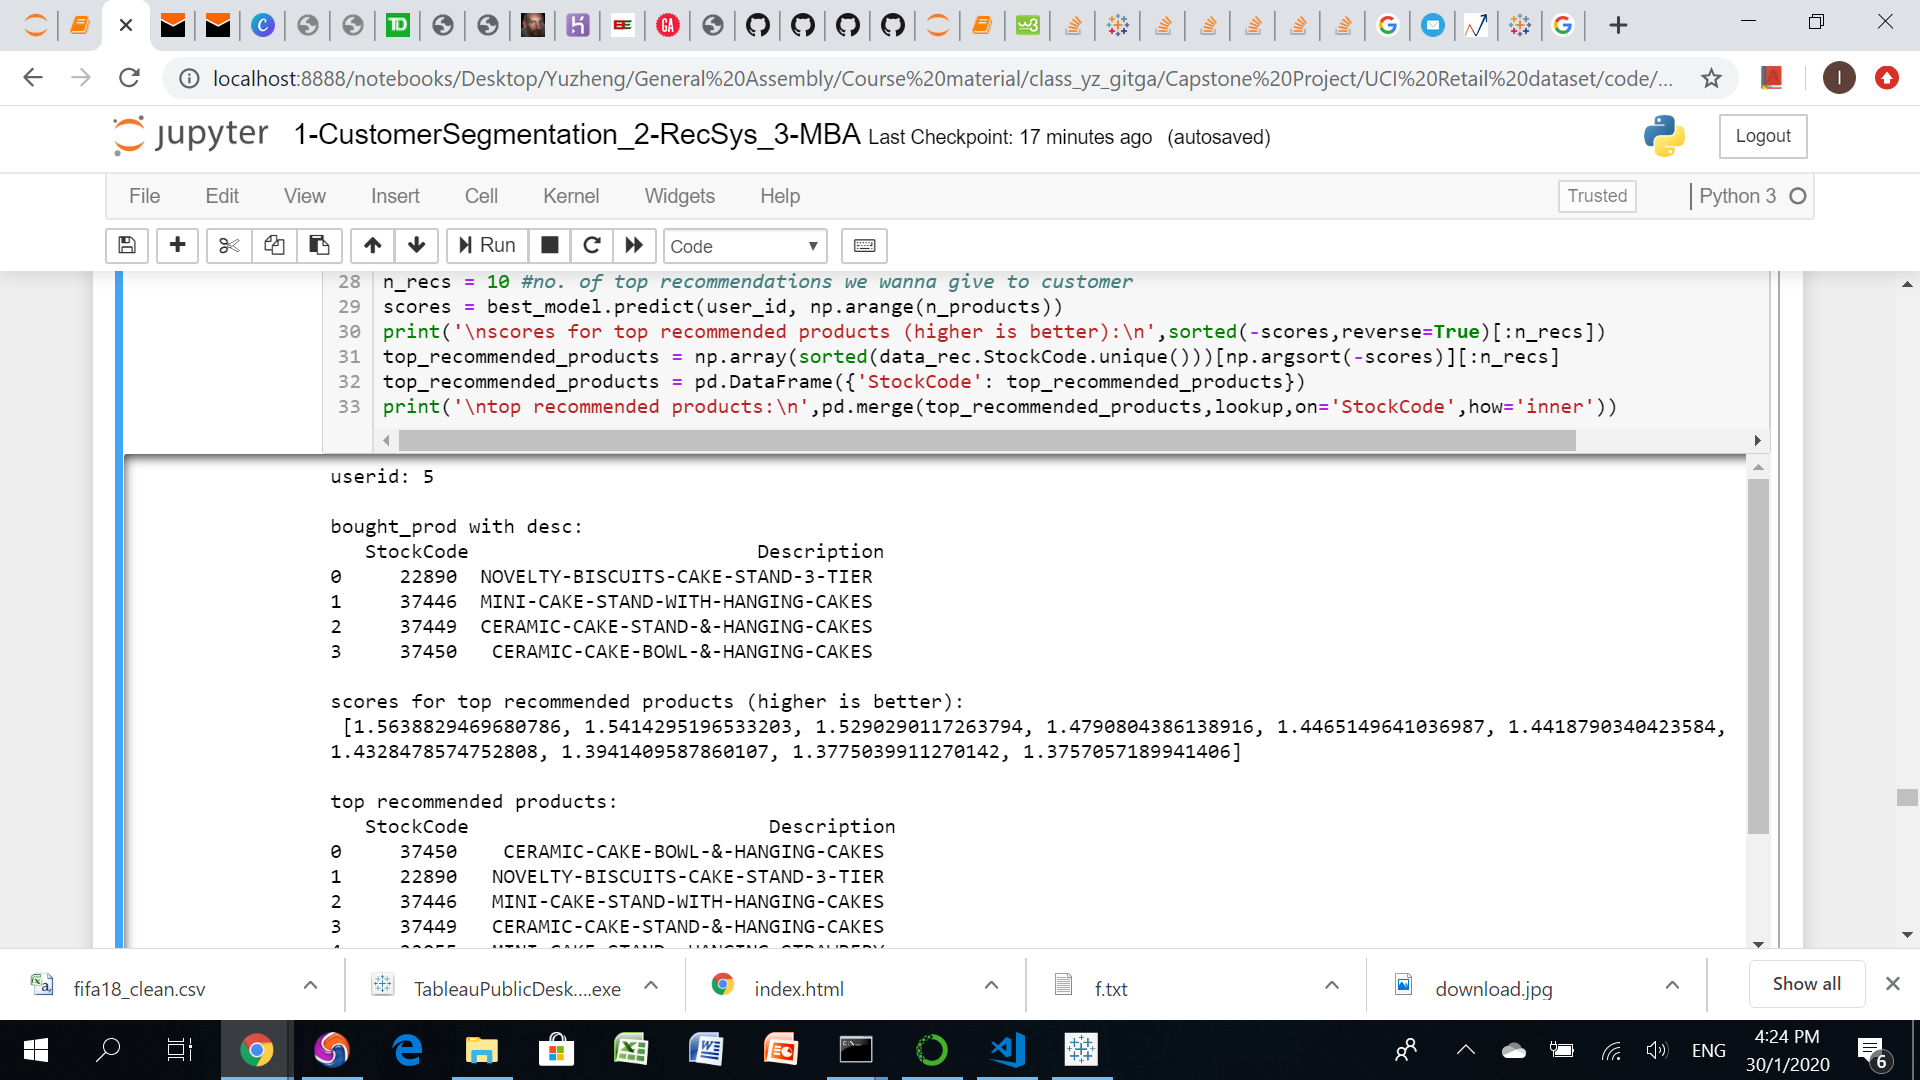 localhost:8888/notebooks/Desktop/Yuzheng/General%20Assembly/Course%20material/class_yz_gitga/Capstone%20Project/UCI%20Retail%20dataset/code/...
jupyter 1-CustomerSegmentation_2-RecSys_3-MBA Last Checkpoint: 17 minutes ago (autosaved) Logout
File Edit View Insert Cell Kernel Widgets Help Trusted Python 3
Run Code
28 n_recs = 10 #no. of top recommendations we wanna give to customer
29 scores = best_model.predict(user_id, np.arange(n_products))
30 print('\nscores for top recommended products (higher is better):\n',sorted(-scores,reverse=True)[:n_recs])
31 top_recommended_products = np.array(sorted(data_rec.StockCode.unique()))[np.argsort(-scores)][:n_recs]
32 top_recommended_products = pd.DataFrame({'StockCode': top_recommended_products})
33 print('\ntop recommended products:\n',pd.merge(top_recommended_products,lookup,on='StockCode',how='inner'))
userid: 5
bought_prod with desc:
StockCode Description
0 22890 NOVELTY-BISCUITS-CAKE-STAND-3-TIER
1 37446 MINI-CAKE-STAND-WITH-HANGING-CAKES
2 37449 CERAMIC-CAKE-STAND-&-HANGING-CAKES
3 37450 CERAMIC-CAKE-BOWL-&-HANGING-CAKES
scores for top recommended products (higher is better):
[1.5638829469680786, 1.5414295196533203, 1.5290290117263794, 1.4790804386138916, 1.4465149641036987, 1.4418790340423584,
1.4328478574752808, 1.3941409587860107, 1.3775039911270142, 1.3757057189941406]
top recommended products:
StockCode Description
0 37450 CERAMIC-CAKE-BOWL-&-HANGING-CAKES
1 22890 NOVELTY-BISCUITS-CAKE-STAND-3-TIER
2 37446 MINI-CAKE-STAND-WITH-HANGING-CAKES
3 37449 CERAMIC-CAKE-STAND-&-HANGING-CAKES
fifa18_clean.csv TableauPublicDesk....exe index.html f.txt download.jpg Show all
ENG 4:24 PM
30/1/2020 6